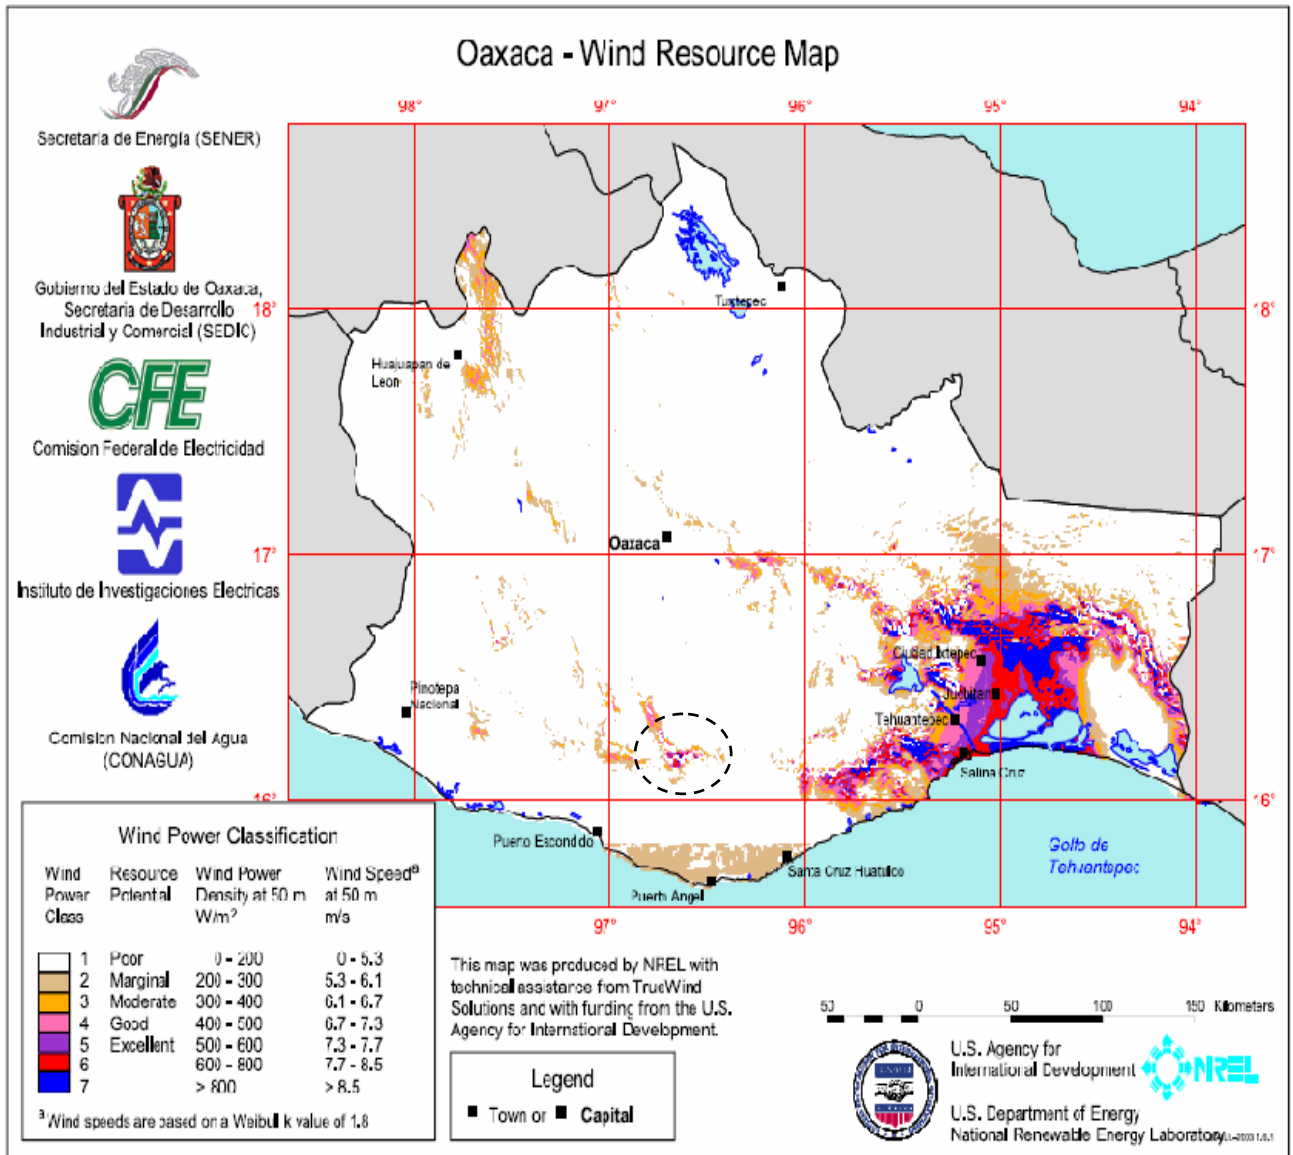 Oaxaca - Wind Resource Map
Secretaria de Energía (SENER)
Gobierno del Estado de Oaxaca,
Secretaria de Desarrollo
Industrial y Comercial (SEDIC)
CFE
Comision Federal de Electricidad
Instituto de Investigaciones Electricas
Comision Nacional del Agua
(CONAGUA)
98° 97° 96° 95° 94°
18° 18°
17° 17°
16° 16°
97° 96° 95° 94°
Tuxtepec
Huajuapan de
Leon
Oaxaca
Pinotepa
Nacional
Ciudad Ixtepec
Juchitan
Tehuantepec
Salina Cruz
Puerto Escondido
Santa Cruz Huatulco
Puerto Angel
Golfo de
Tehuantepec
Wind Power Classification
Wind Resource Wind Power Wind Speedª
Power Potential Density at 50 m at 50 m
Class W/m² m/s
1 Poor 0 - 200 0 - 5.3
2 Marginal 200 - 300 5.3 - 6.1
3 Moderate 300 - 400 6.1 - 6.7
4 Good 400 - 500 6.7 - 7.3
5 Excellent 500 - 600 7.3 - 7.7
6 600 - 800 7.7 - 8.5
7 > 800 > 8.5
ª Wind speeds are based on a Weibull k value of 1.8
This map was produced by NREL with
technical assistance from TrueWind
Solutions and with funding from the U.S.
Agency for International Development.
Legend
Town or Capital
50 0 50 100 150 Kilometers
U.S. Agency for
International Development
NREL
U.S. Department of Energy
National Renewable Energy Laboratory